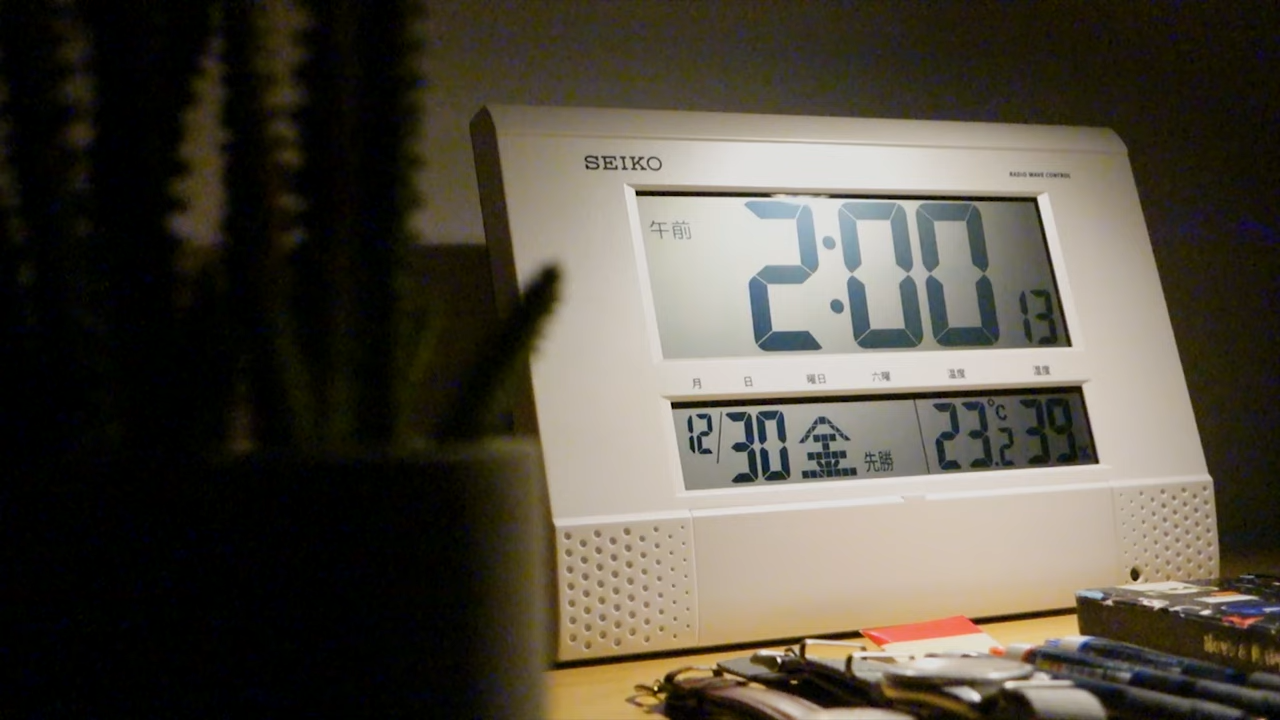 SEIKO
RADIO WAVE CONTROL
午前
2:00 13
月 日 曜日 六曜 温度 湿度
12/30 金 先勝 23.2℃ 39%